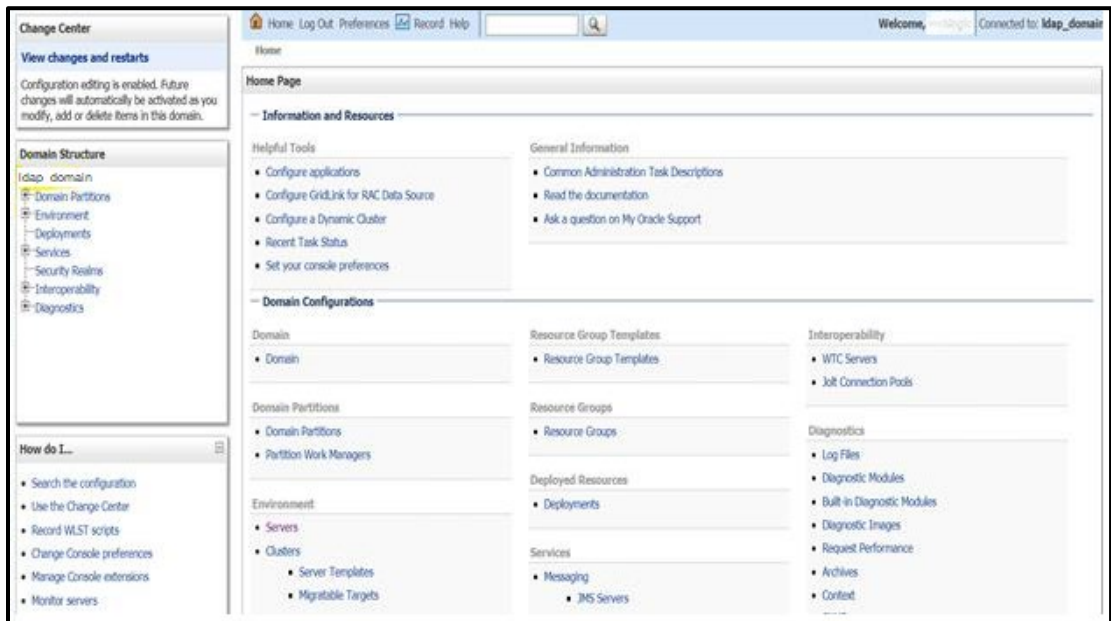 Change Center
View changes and restarts
Configuration editing is enabled. Future
changes will automatically be activated as you
modify, add or delete items in this domain.
Domain Structure
ldap_domain
Domain Partitions
Environment
Deployments
Services
Security Realms
Interoperability
Diagnostics
How do I...
Search the configuration
Use the Change Center
Record WLST scripts
Change Console preferences
Manage Console extensions
Monitor servers
Home Log Out Preferences Record Help
Welcome, Connected to: ldap_domain
Home
Home Page
Information and Resources
Helpful Tools
Configure applications
Configure GridLink for RAC Data Source
Configure a Dynamic Cluster
Recent Task Status
Set your console preferences
General Information
Common Administration Task Descriptions
Read the documentation
Ask a question on My Oracle Support
Domain Configurations
Domain
Domain
Domain Partitions
Domain Partitions
Partition Work Managers
Environment
Servers
Clusters
Server Templates
Migratable Targets
Resource Group Templates
Resource Group Templates
Resource Groups
Resource Groups
Deployed Resources
Deployments
Services
Messaging
JMS Servers
Interoperability
WTC Servers
Jolt Connection Pools
Diagnostics
Log Files
Diagnostic Modules
Built-in Diagnostic Modules
Diagnostic Images
Request Performance
Archives
Context